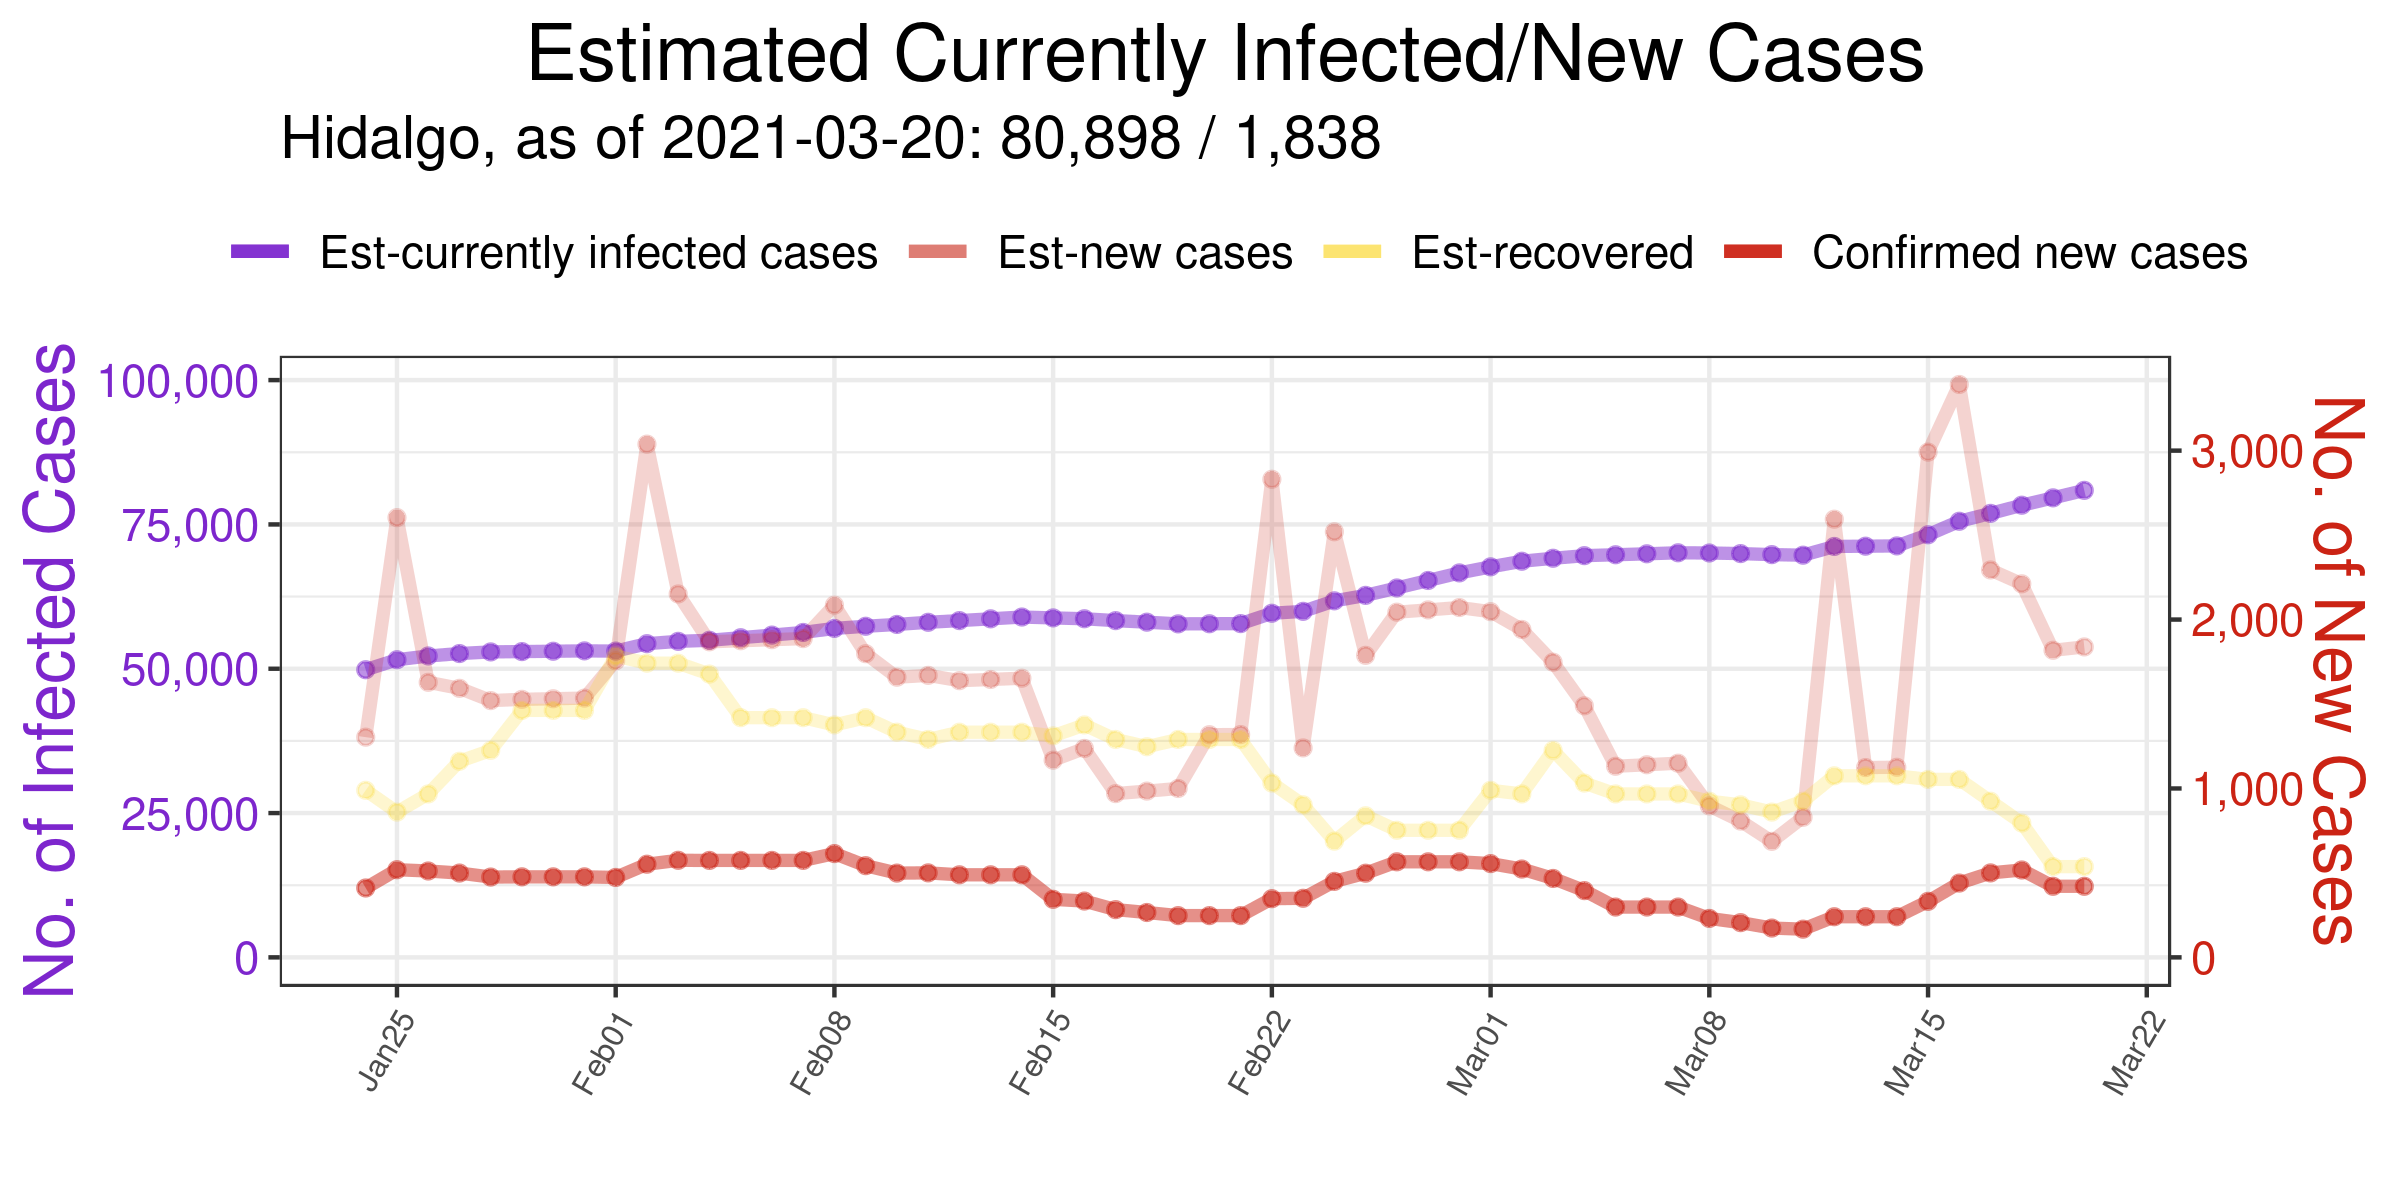 Estimated Currently Infected/New Cases
Hidalgo, as of 2021-03-20: 80,898 / 1,838
Est-currently infected cases Est-new cases Est-recovered Confirmed new cases
No. of Infected Cases
100,000
75,000
50,000
25,000
0
3,000
2,000
1,000
0
No. of New Cases
Jan25 Feb01 Feb08 Feb15 Feb22 Mar01 Mar08 Mar15 Mar22